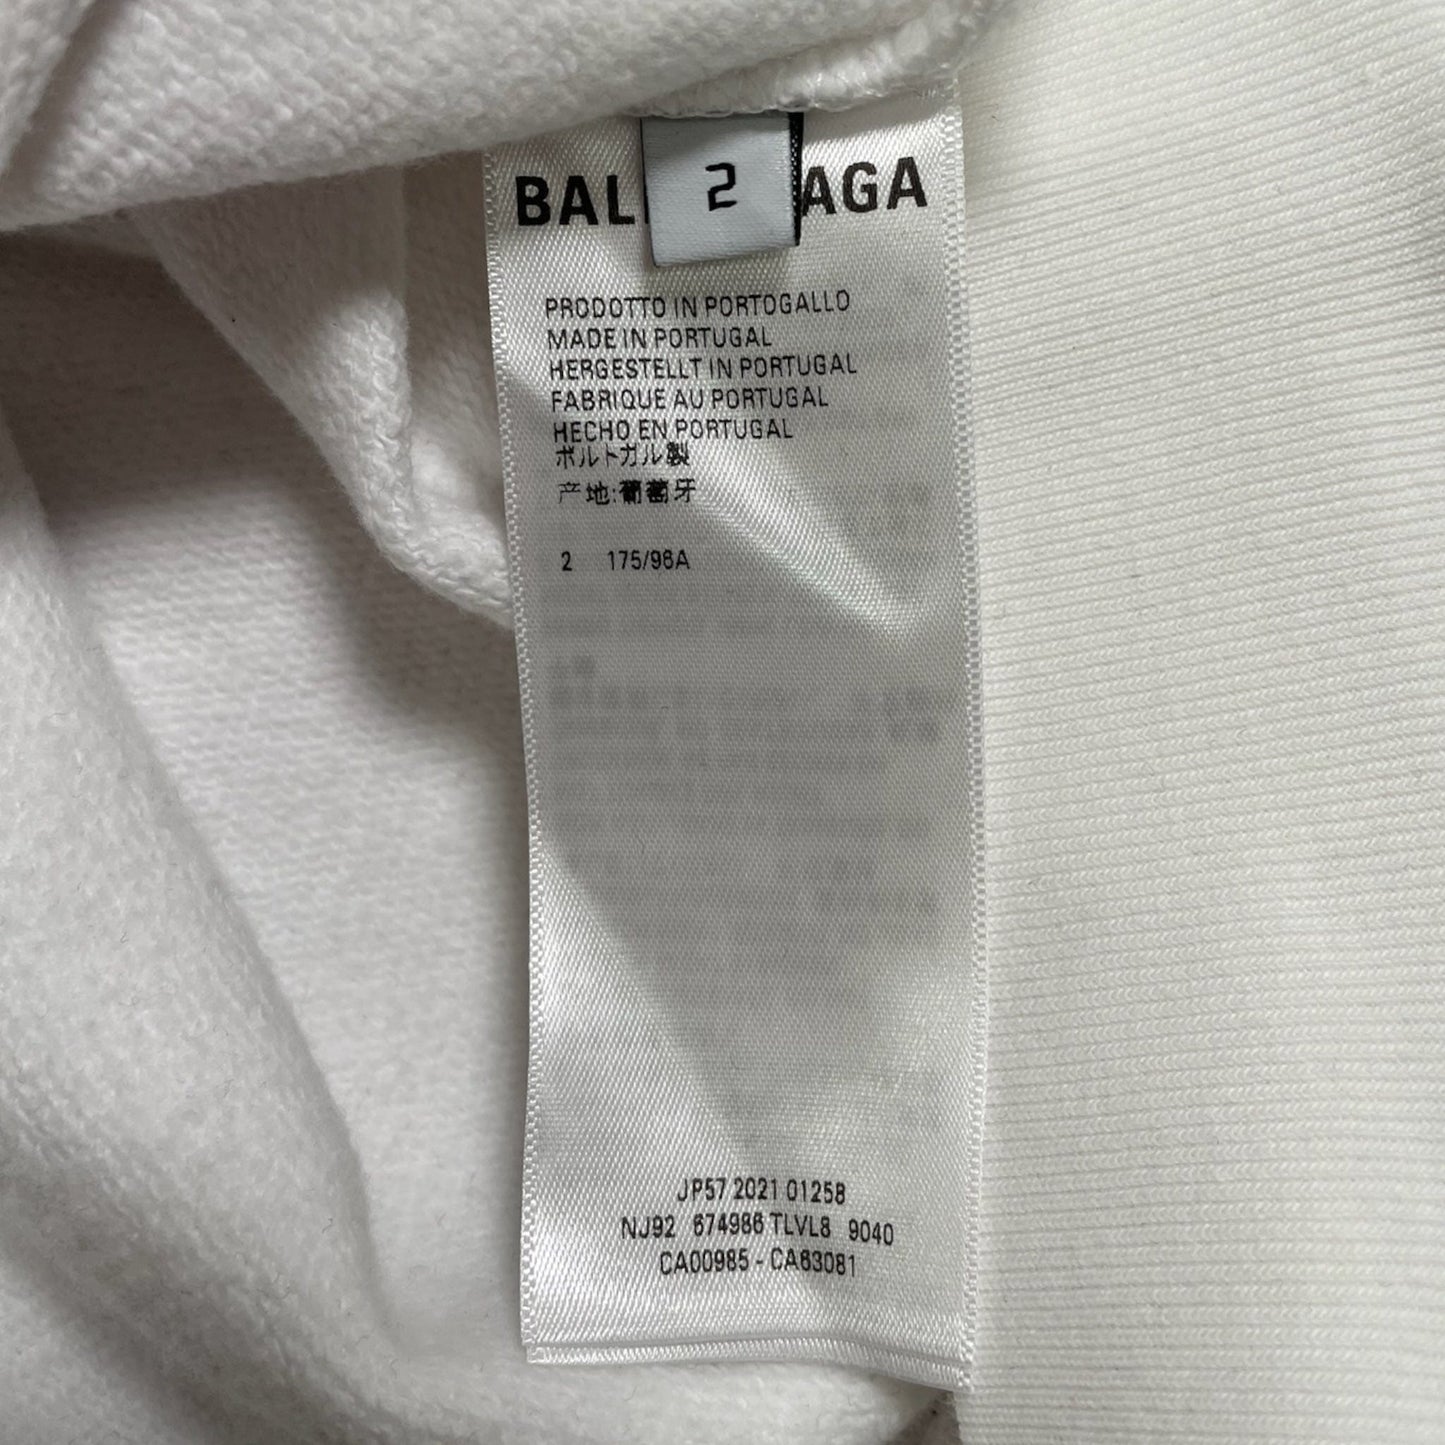 2
BAL AGA
PRODOTTO IN PORTOGALLO
MADE IN PORTUGAL
HERGESTELLT IN PORTUGAL
FABRIQUE AU PORTUGAL
HECHO EN PORTUGAL
ポルトガル製
产地:葡萄牙
2 175/96A
JP57 2021 01258
NJ92 674986 TLVL8 9040
CA00985 - CA63081